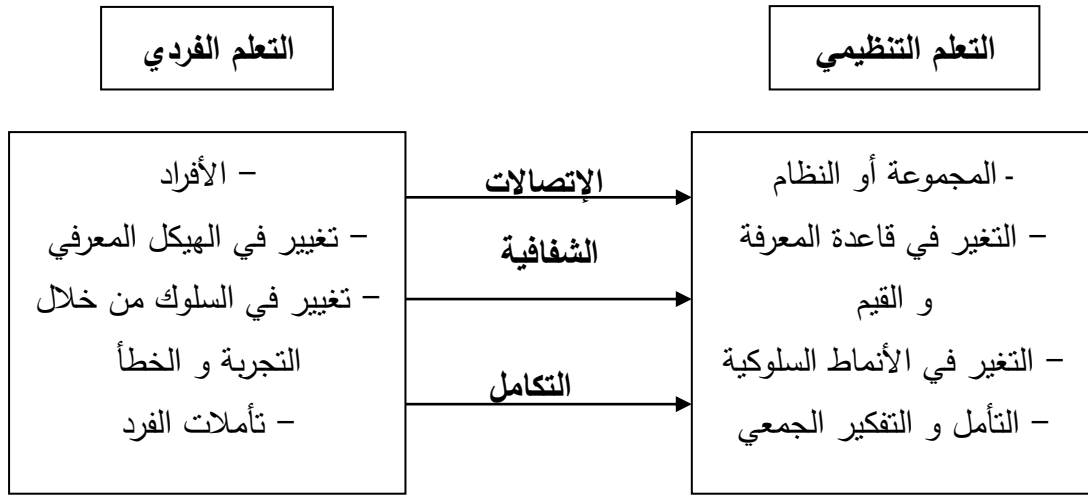 التعلم التنظيمي
التعلم الفردي
- المجموعة أو النظام
– التغير في قاعدة المعرفة
و القيم
– التغير في الأنماط السلوكية
– التأمل و التفكير الجمعي
الإتصالات
الشفافية
التكامل
– الأفراد
– تغيير في الهيكل المعرفي
– تغيير في السلوك من خلال
التجربة و الخطأ
– تأملات الفرد